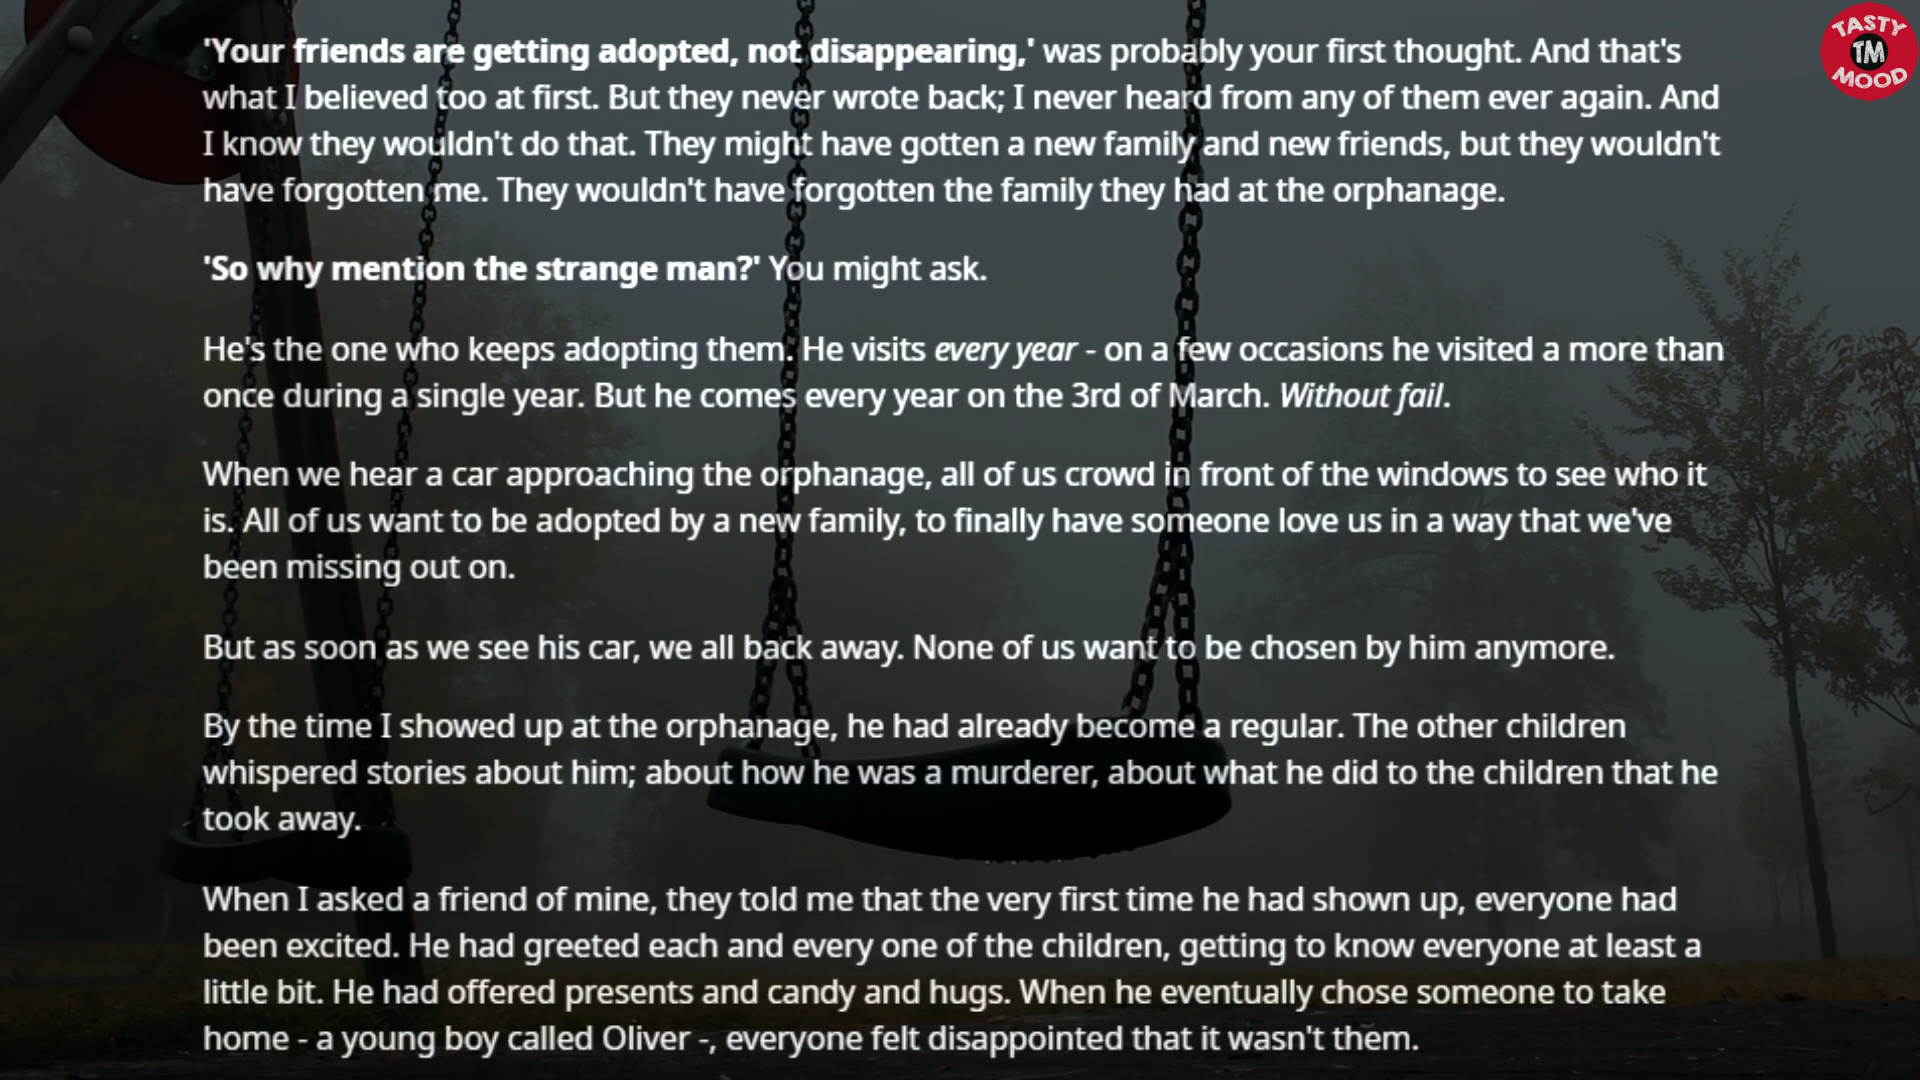 TASTY
TM
MOOD
'Your friends are getting adopted, not disappearing,' was probably your first thought. And that's
what I believed too at first. But they never wrote back; I never heard from any of them ever again. And
I know they wouldn't do that. They might have gotten a new family and new friends, but they wouldn't
have forgotten me. They wouldn't have forgotten the family they had at the orphanage.
'So why mention the strange man?' You might ask.
He's the one who keeps adopting them. He visits every year - on a few occasions he visited a more than
once during a single year. But he comes every year on the 3rd of March. Without fail.
When we hear a car approaching the orphanage, all of us crowd in front of the windows to see who it
is. All of us want to be adopted by a new family, to finally have someone love us in a way that we've
been missing out on.
But as soon as we see his car, we all back away. None of us want to be chosen by him anymore.
By the time I showed up at the orphanage, he had already become a regular. The other children
whispered stories about him; about how he was a murderer, about what he did to the children that he
took away.
When I asked a friend of mine, they told me that the very first time he had shown up, everyone had
been excited. He had greeted each and every one of the children, getting to know everyone at least a
little bit. He had offered presents and candy and hugs. When he eventually chose someone to take
home - a young boy called Oliver -, everyone felt disappointed that it wasn't them.